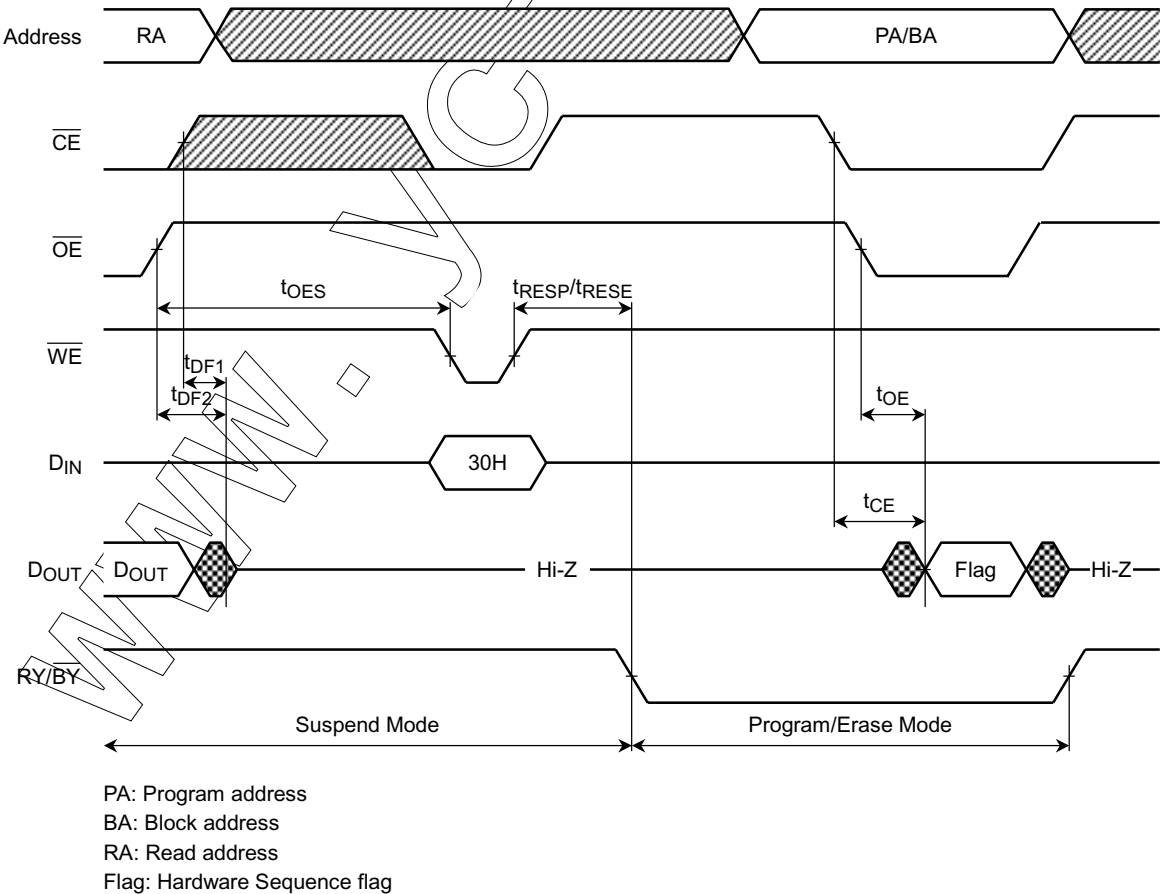 Address RA PA/BA
CE
OE
tOES tRESP/tRESE
WE
tDF1
tDF2 tOE
DIN 30H
tCE
DOUT DOUT Hi-Z Flag Hi-Z
RY/BY
Suspend Mode Program/Erase Mode
PA: Program address
BA: Block address
RA: Read address
Flag: Hardware Sequence flag
www.yc